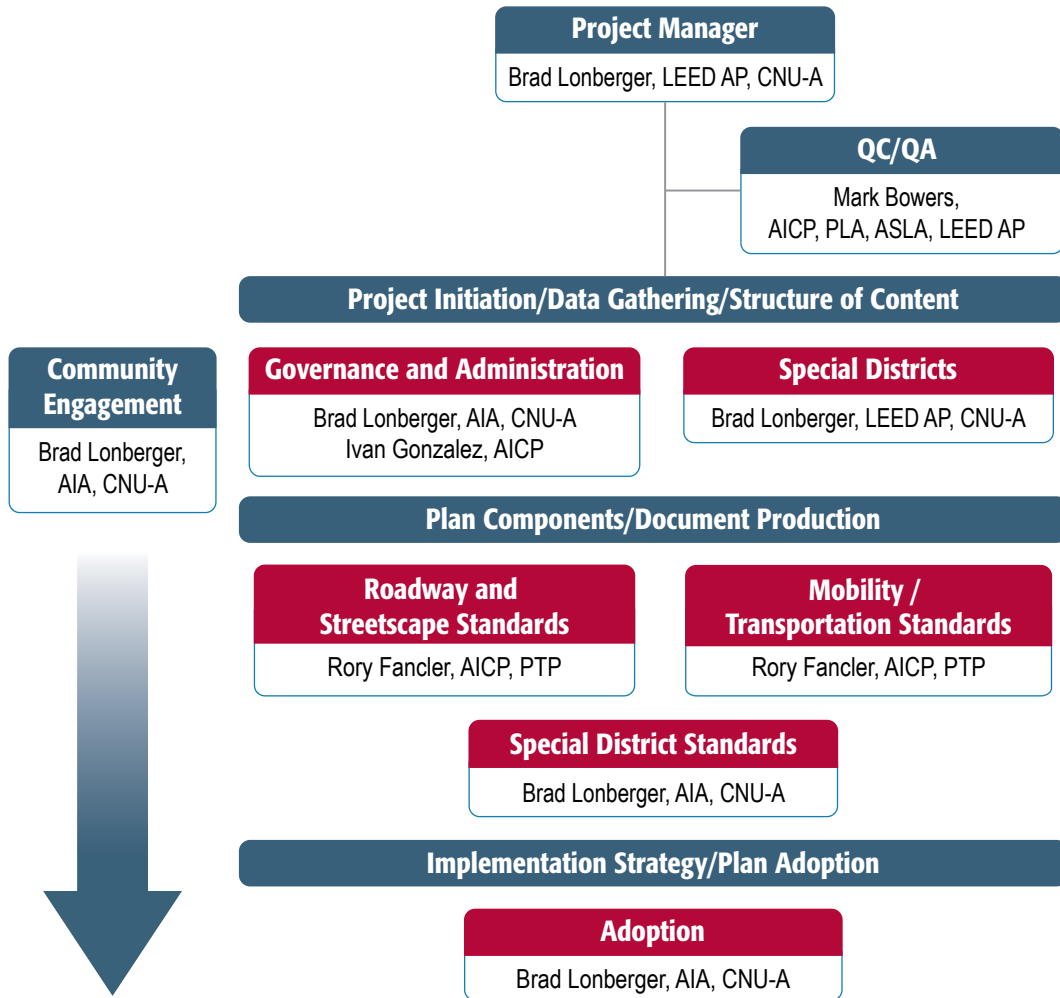 Project Manager
Brad Lonberger, LEED AP, CNU-A
QC/QA
Mark Bowers,
AICP, PLA, ASLA, LEED AP
Project Initiation/Data Gathering/Structure of Content
Community
Engagement
Brad Lonberger,
AIA, CNU-A
Governance and Administration
Brad Lonberger, AIA, CNU-A
Ivan Gonzalez, AICP
Special Districts
Brad Lonberger, LEED AP, CNU-A
Plan Components/Document Production
Roadway and
Streetscape Standards
Rory Fancler, AICP, PTP
Mobility /
Transportation Standards
Rory Fancler, AICP, PTP
Special District Standards
Brad Lonberger, AIA, CNU-A
Implementation Strategy/Plan Adoption
Adoption
Brad Lonberger, AIA, CNU-A